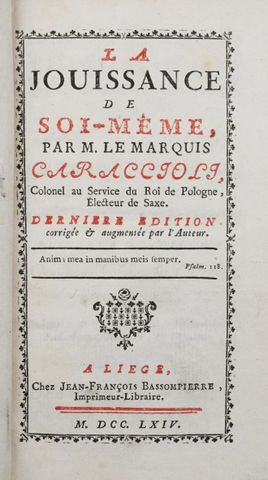 LA
JOUISSANCE
DE
SOI-MÊME,
PAR M. LE MARQUIS
CARACCIOLI,
Colonel au Service du Roi de Pologne,
Électeur de Saxe.
DERNIERE EDITION
corrigée & augmentée par l'Auteur.
Anima mea in manibus meis semper.
Psalm. 118.
A LIEGE,
Chez JEAN-FRANÇOIS BASSOMPIERRE,
Imprimeur-Libraire.
M. DCC. LXIV.